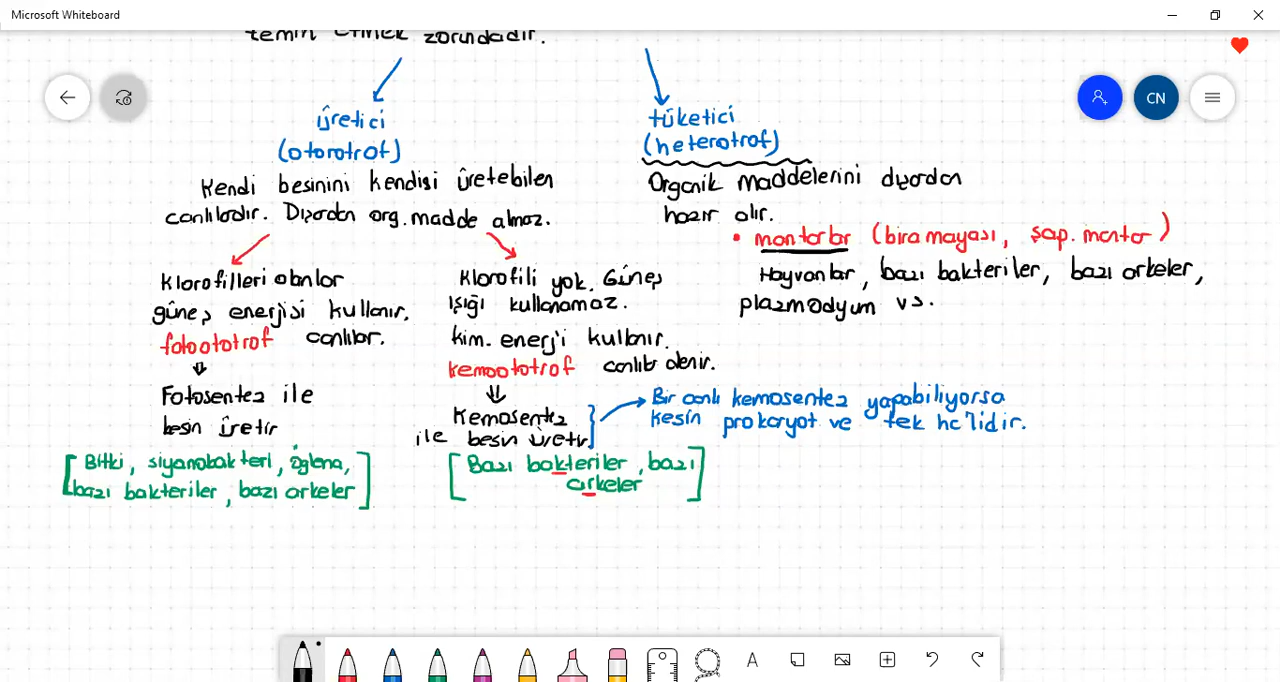 Microsoft Whiteboard
temin etmek zorundadır.
CN
üretici
(ototrotrof)
Kendi besinini kendisi üretebilen
canlılardır. Dışardan org. madde almaz.
Klorofilleri olanlar
güneş enerjisi kullanır.
fotoototrof canlılar.
Fotosentez ile
besin üretir
[Bitki, siyanobakteri, öglena,
bazı bakteriler, bazı arkeler]
Klorofili yok. Güneş
ışığı kullanamaz.
kim. enerji kullanır.
kemoototrof canlılar denir.
Kemosentez
ile besin üretir
[Bazı bakteriler, bazı
arkeler]
Bir canlı kemosentez yapabiliyorsa
kesin prokaryot ve tek hc'lidir.
tüketici
(heterotrof)
Organik maddelerini dışardan
hazır alır.
• mantarlar (bira mayası, şap. mantar)
Hayvanlar, bazı bakteriler, bazı arkeler,
plazmodyum vs.
A